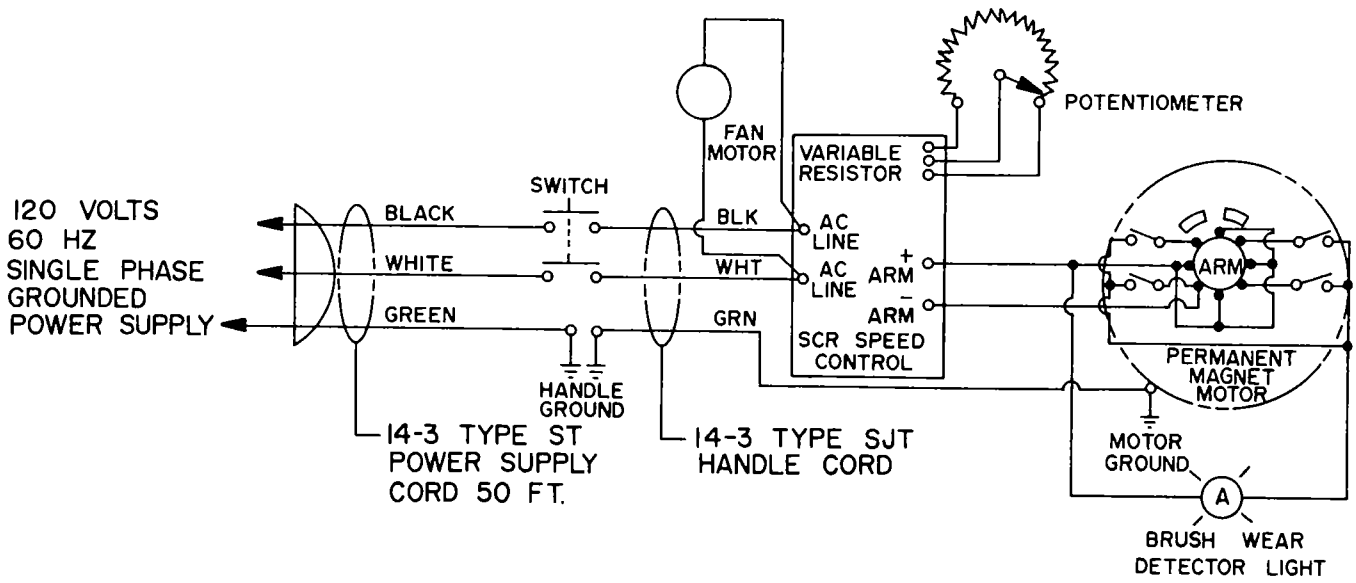 120 VOLTS
60 HZ
SINGLE PHASE
GROUNDED
POWER SUPPLY
BLACK
WHITE
GREEN
SWITCH
HANDLE
GROUND
14-3 TYPE ST
POWER SUPPLY
CORD 50 FT.
BLK
WHT
GRN
14-3 TYPE SJT
HANDLE CORD
FAN
MOTOR
VARIABLE
RESISTOR
AC
LINE
AC
LINE
+
ARM
-
ARM
SCR SPEED
CONTROL
POTENTIOMETER
ARM
PERMANENT
MAGNET
MOTOR
MOTOR
GROUND
A
BRUSH WEAR
DETECTOR LIGHT